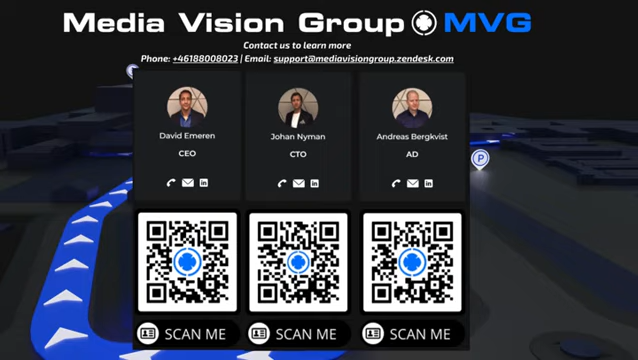 Media Vision Group MVG
Contact us to learn more
Phone: +46188008023 | Email: support@mediavisiongroup.zendesk.com
David Emeren
CEO
Johan Nyman
CTO
Andreas Bergkvist
AD
P
SCAN ME
SCAN ME
SCAN ME